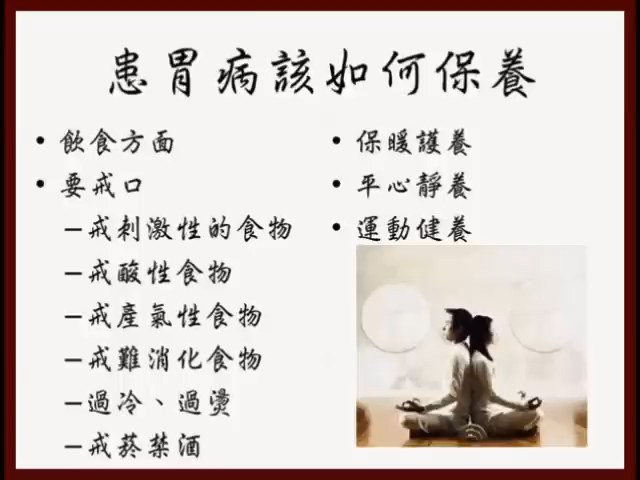 患胃病該如何保養
• 飲食方面
• 要戒口
–戒刺激性的食物
–戒酸性食物
–戒產氣性食物
–戒難消化食物
–過冷、過燙
–戒菸禁酒
• 保暖護養
• 平心靜養
• 運動健養